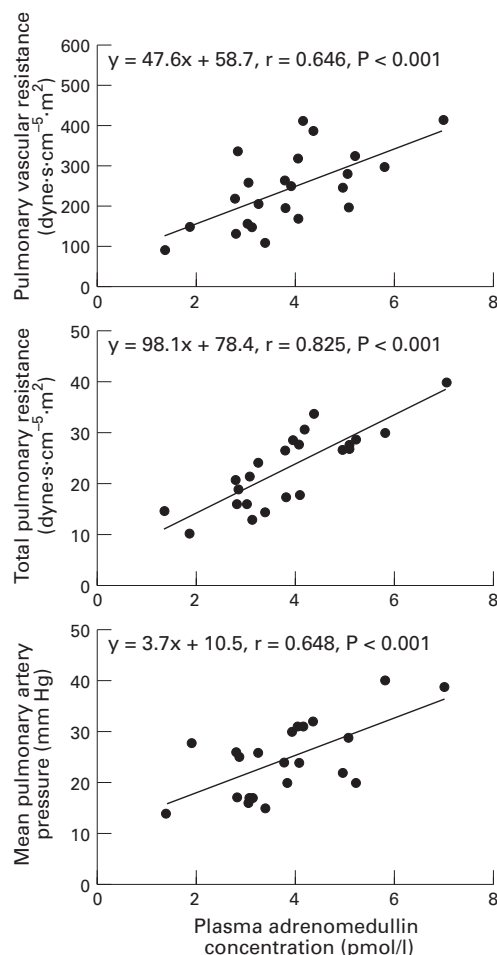 y = 47.6x + 58.7, r = 0.646, P < 0.001
Pulmonary vascular resistance
(dyne·s·cm⁻⁵·m²)
600
500
400
300
200
100
0
0 2 4 6 8
y = 98.1x + 78.4, r = 0.825, P < 0.001
Total pulmonary resistance
(dyne·s·cm⁻⁵·m²)
50
40
30
20
10
0
0 2 4 6 8
y = 3.7x + 10.5, r = 0.648, P < 0.001
Mean pulmonary artery
pressure (mm Hg)
50
40
30
20
10
0
0 2 4 6 8
Plasma adrenomedullin
concentration (pmol/l)